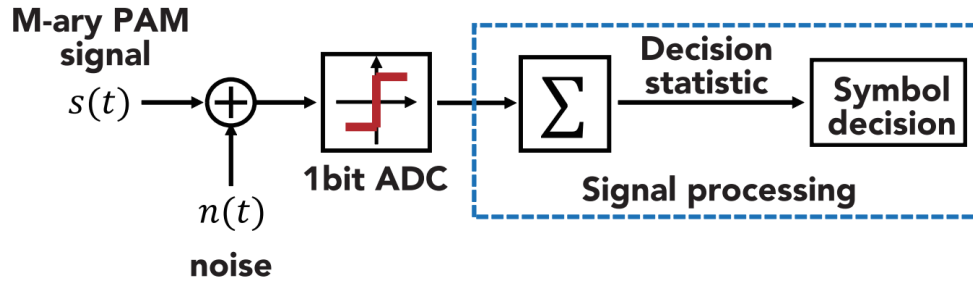 M-ary PAM
signal
s(t)
n(t)
noise
1bit ADC
Σ
Decision
statistic
Symbol
decision
Signal processing